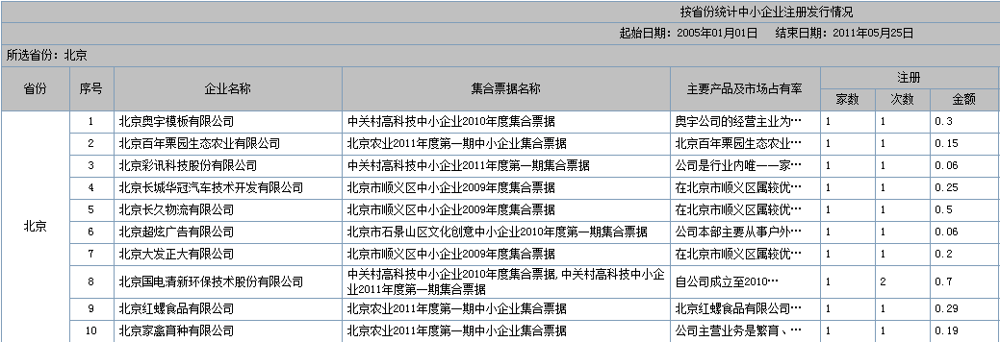 按省份统计中小企业注册发行情况
起始日期：2005年01月01日 结束日期：2011年05月25日
所选省份：北京
省份 序号 企业名称 集合票据名称 主要产品及市场占有率 注册
家数 次数 金额
北京
1 北京奥宇模板有限公司 中关村高科技中小企业2010年度集合票据 奥宇公司的经营主业为… 1 1 0.3
2 北京百年栗园生态农业有限公司 北京农业2011年度第一期中小企业集合票据 北京百年栗园生态农业… 1 1 0.15
3 北京彩讯科技股份有限公司 中关村高科技中小企业2011年度第一期集合票据 公司是行业内唯一一家… 1 1 0.06
4 北京长城华冠汽车技术开发有限公司 北京市顺义区中小企业2009年度集合票据 在北京市顺义区属较优… 1 1 0.25
5 北京长久物流有限公司 北京市顺义区中小企业2009年度集合票据 在北京市顺义区属较优… 1 1 0.5
6 北京超炫广告有限公司 北京市石景山区文化创意中小企业2010年度第一期集合票据 公司本部主要从事户外… 1 1 0.06
7 北京大发正大有限公司 北京市顺义区中小企业2009年度集合票据 在北京市顺义区属较优… 1 1 0.2
8 北京国电清新环保技术股份有限公司 中关村高科技中小企业2010年度集合票据,中关村高科技中小企
业2011年度第一期集合票据 自公司成立至2010… 1 2 0.7
9 北京红螺食品有限公司 北京农业2011年度第一期中小企业集合票据 北京红螺食品有限公司… 1 1 0.29
10 北京家鑫育种有限公司 北京农业2011年度第一期中小企业集合票据 公司主营业务是繁育、… 1 1 0.19